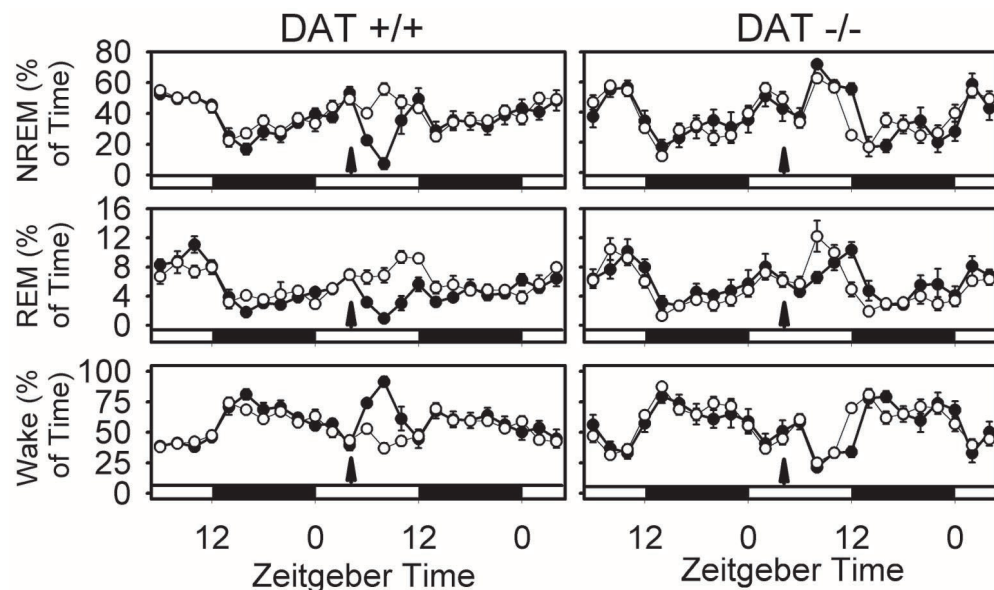 DAT +/+ DAT -/-
NREM (%
of Time)
80
60
40
20
0
REM (%
of Time)
16
12
8
4
0
Wake (%
of Time)
100
75
50
25
0
12 0 12 0 12 0 12 0
Zeitgeber Time Zeitgeber Time